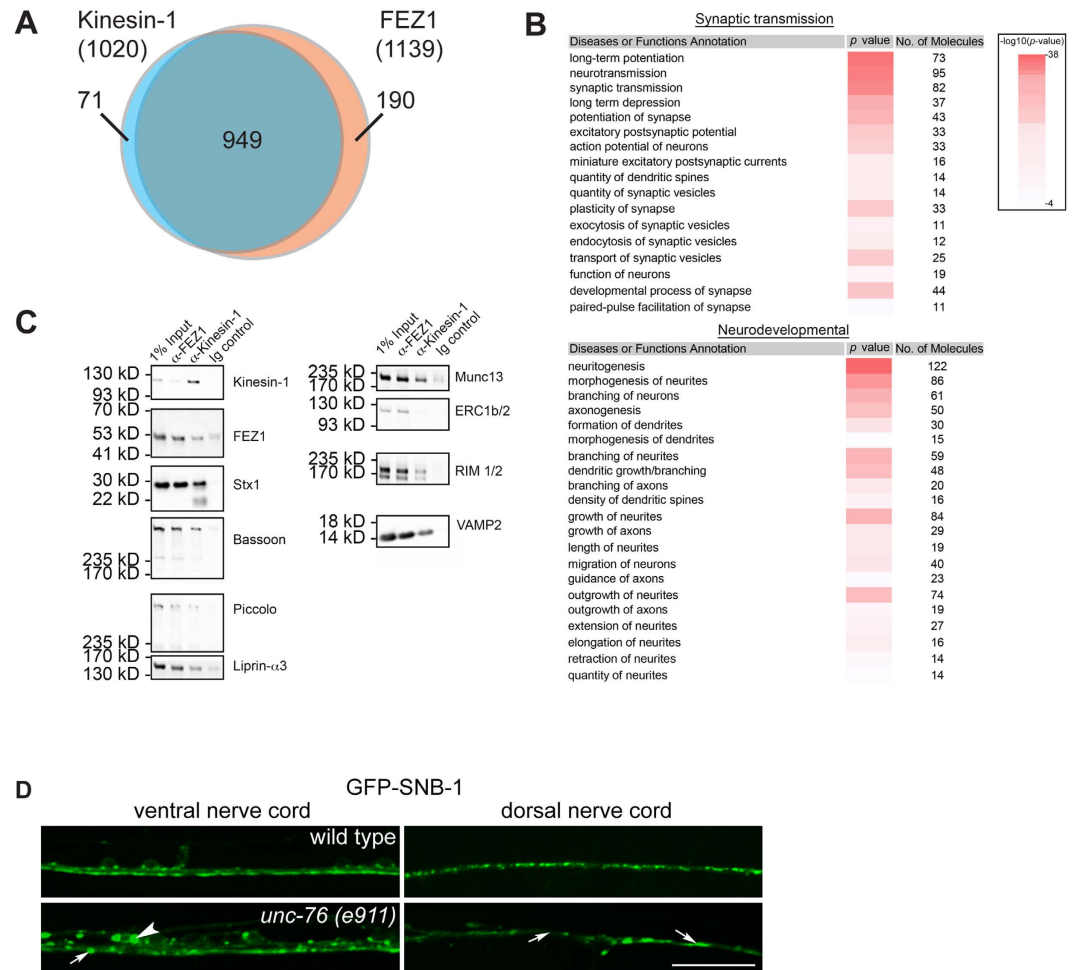 A
Kinesin-1
(1020)
FEZ1
(1139)
71
190
949
B
Synaptic transmission
Diseases or Functions Annotation p value No. of Molecules
long-term potentiation 73
neurotransmission 95
synaptic transmission 82
long term depression 37
potentiation of synapse 43
excitatory postsynaptic potential 33
action potential of neurons 33
miniature excitatory postsynaptic currents 16
quantity of dendritic spines 14
quantity of synaptic vesicles 14
plasticity of synapse 33
exocytosis of synaptic vesicles 11
endocytosis of synaptic vesicles 12
transport of synaptic vesicles 25
function of neurons 19
developmental process of synapse 44
paired-pulse facilitation of synapse 11
-log10(p-value)
-38
-4
Neurodevelopmental
Diseases or Functions Annotation p value No. of Molecules
neuritogenesis 122
morphogenesis of neurites 86
branching of neurons 61
axonogenesis 50
formation of dendrites 30
morphogenesis of dendrites 15
branching of neurites 59
dendritic growth/branching 48
branching of axons 20
density of dendritic spines 16
growth of neurites 84
growth of axons 29
length of neurites 19
migration of neurons 40
guidance of axons 23
outgrowth of neurites 74
outgrowth of axons 19
extension of neurites 27
elongation of neurites 16
retraction of neurites 14
quantity of neurites 14
C
1% Input
α-FEZ1
α-Kinesin-1
Ig control
130 kD
93 kD
Kinesin-1
70 kD
53 kD
41 kD
FEZ1
30 kD
22 kD
Stx1
Bassoon
235 kD
170 kD
Piccolo
235 kD
170 kD
130 kD
Liprin-α3
1% Input
α-FEZ1
α-Kinesin-1
Ig control
235 kD
170 kD
Munc13
130 kD
93 kD
ERC1b/2
235 kD
170 kD
RIM 1/2
18 kD
14 kD
VAMP2
D
GFP-SNB-1
ventral nerve cord
dorsal nerve cord
wild type
unc-76 (e911)